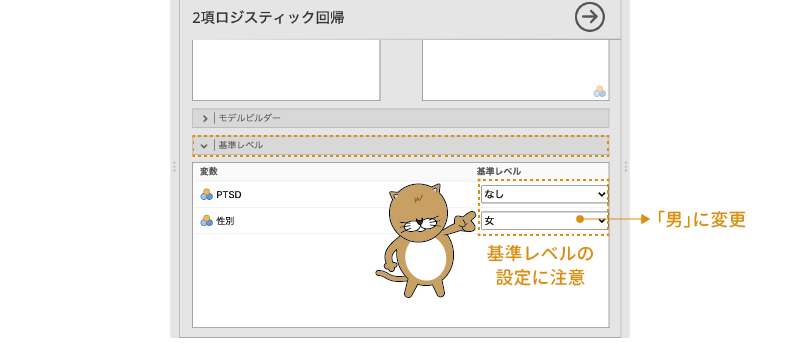 2項ロジスティック回帰
モデルビルダー
基準レベル
変数
基準レベル
PTSD
なし
性別
女
「男」に変更
基準レベルの
設定に注意